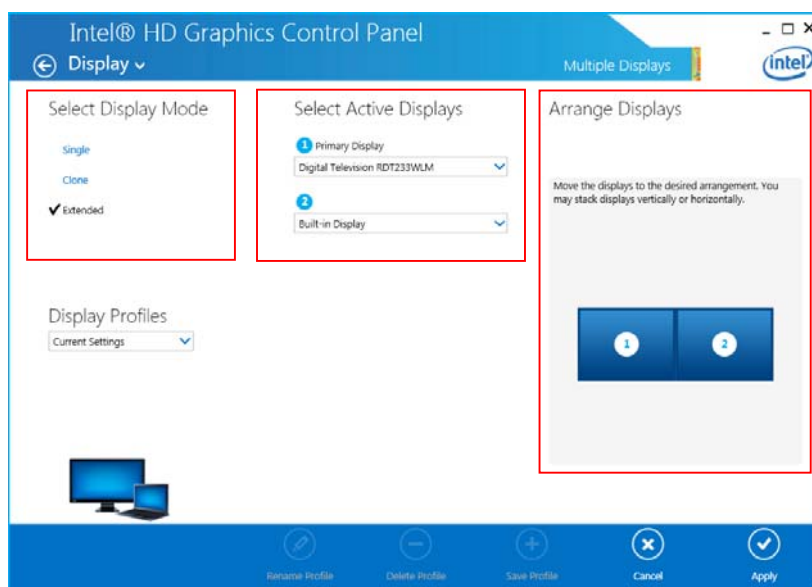 Intel® HD Graphics Control Panel
Display
Multiple Displays
intel
Select Display Mode
Single
Clone
Extended
Select Active Displays
1 Primary Display
Digital Television RDT233WLM
2
Built-in Display
Arrange Displays
Move the displays to the desired arrangement. You
may stack displays vertically or horizontally.
1 2
Display Profiles
Current Settings
Rename Profile
Delete Profile
Save Profile
Cancel
Apply